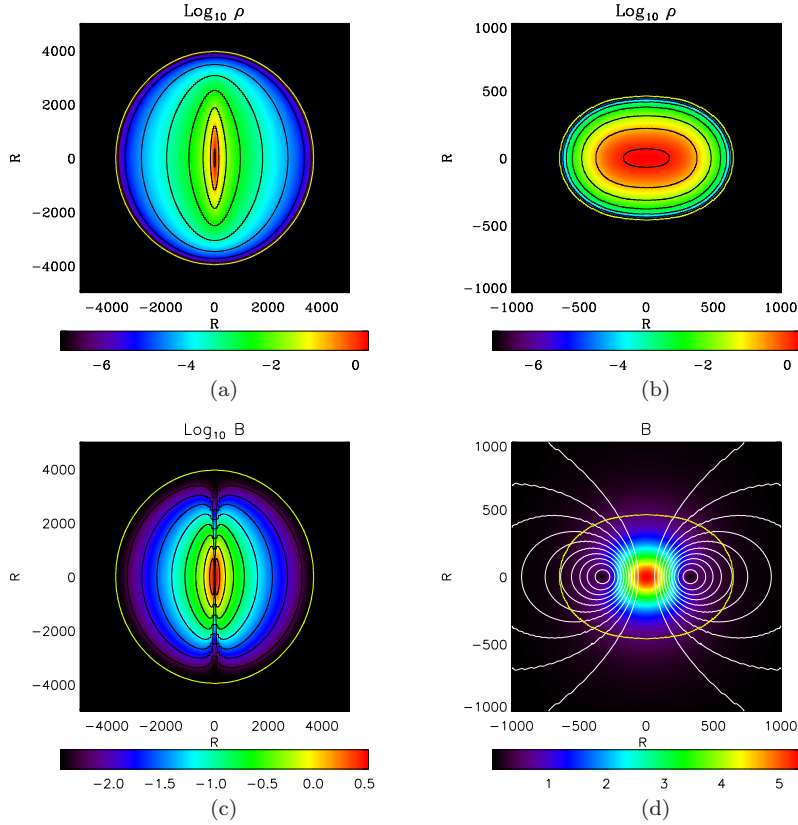 Log₁₀ ρ
4000
2000
0
−2000
−4000
R
−4000 −2000 0 2000 4000
R
−6 −4 −2 0
(a)
Log₁₀ ρ
1000
500
0
−500
−1000
R
−1000 −500 0 500 1000
R
−6 −4 −2 0
(b)
Log₁₀ B
4000
2000
0
−2000
−4000
R
−4000 −2000 0 2000 4000
R
−2.0 −1.5 −1.0 −0.5 0.0 0.5
(c)
B
1000
500
0
−500
−1000
R
−1000 −500 0 500 1000
R
1 2 3 4 5
(d)